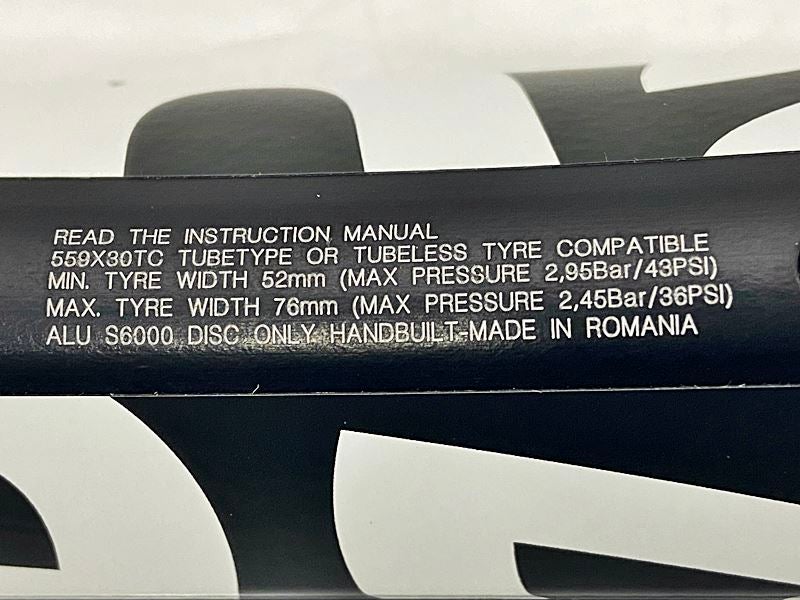 READ THE INSTRUCTION MANUAL
559X30TC TUBETYPE OR TUBELESS TYRE COMPATIBLE
MIN. TYRE WIDTH 52mm (MAX PRESSURE 2,95Bar/43PSI)
MAX. TYRE WIDTH 76mm (MAX PRESSURE 2,45Bar/36PSI)
ALU S6000 DISC ONLY HANDBUILT-MADE IN ROMANIA